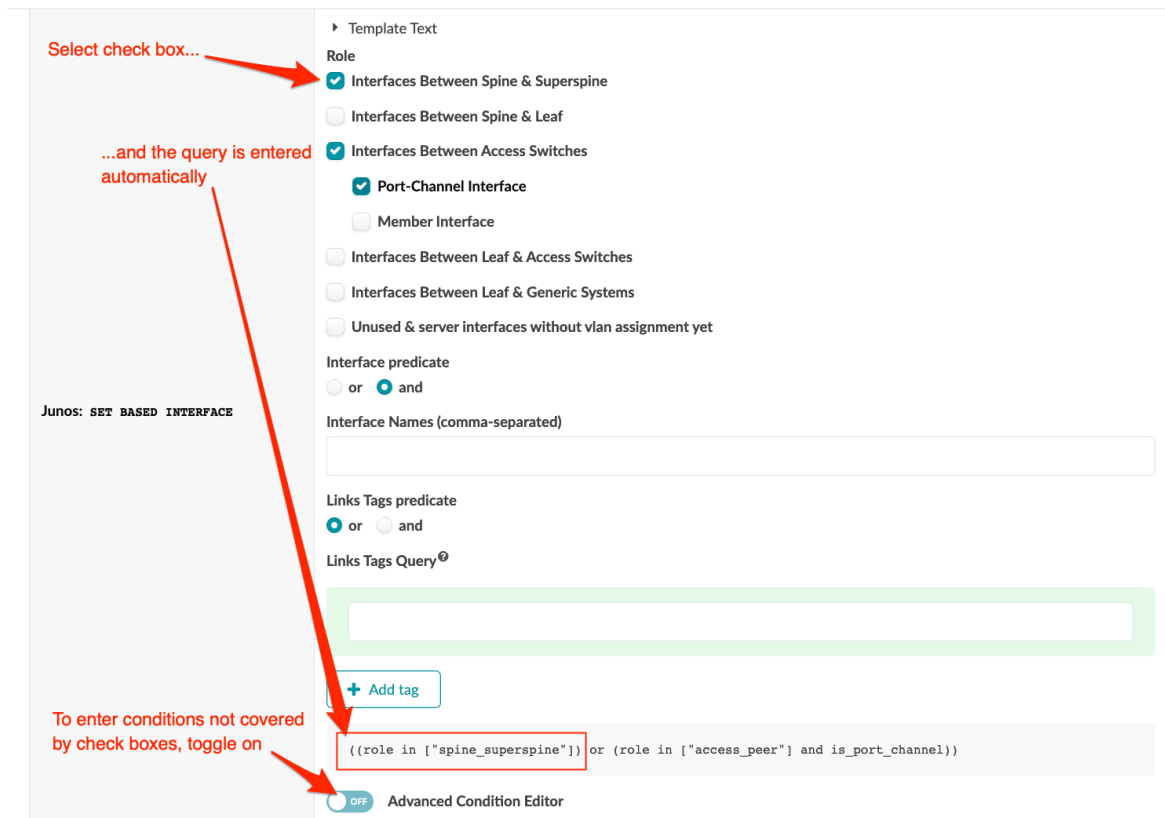 Template Text
Select check box...
Role
Interfaces Between Spine & Superspine
Interfaces Between Spine & Leaf
...and the query is entered
automatically
Interfaces Between Access Switches
Port-Channel Interface
Member Interface
Interfaces Between Leaf & Access Switches
Interfaces Between Leaf & Generic Systems
Unused & server interfaces without vlan assignment yet
Interface predicate
or and
Junos: SET BASED INTERFACE
Interface Names (comma-separated)
Links Tags predicate
or and
Links Tags Query?
+ Add tag
To enter conditions not covered
by check boxes, toggle on
((role in ["spine_superspine"]) or (role in ["access_peer"] and is_port_channel))
OFF Advanced Condition Editor